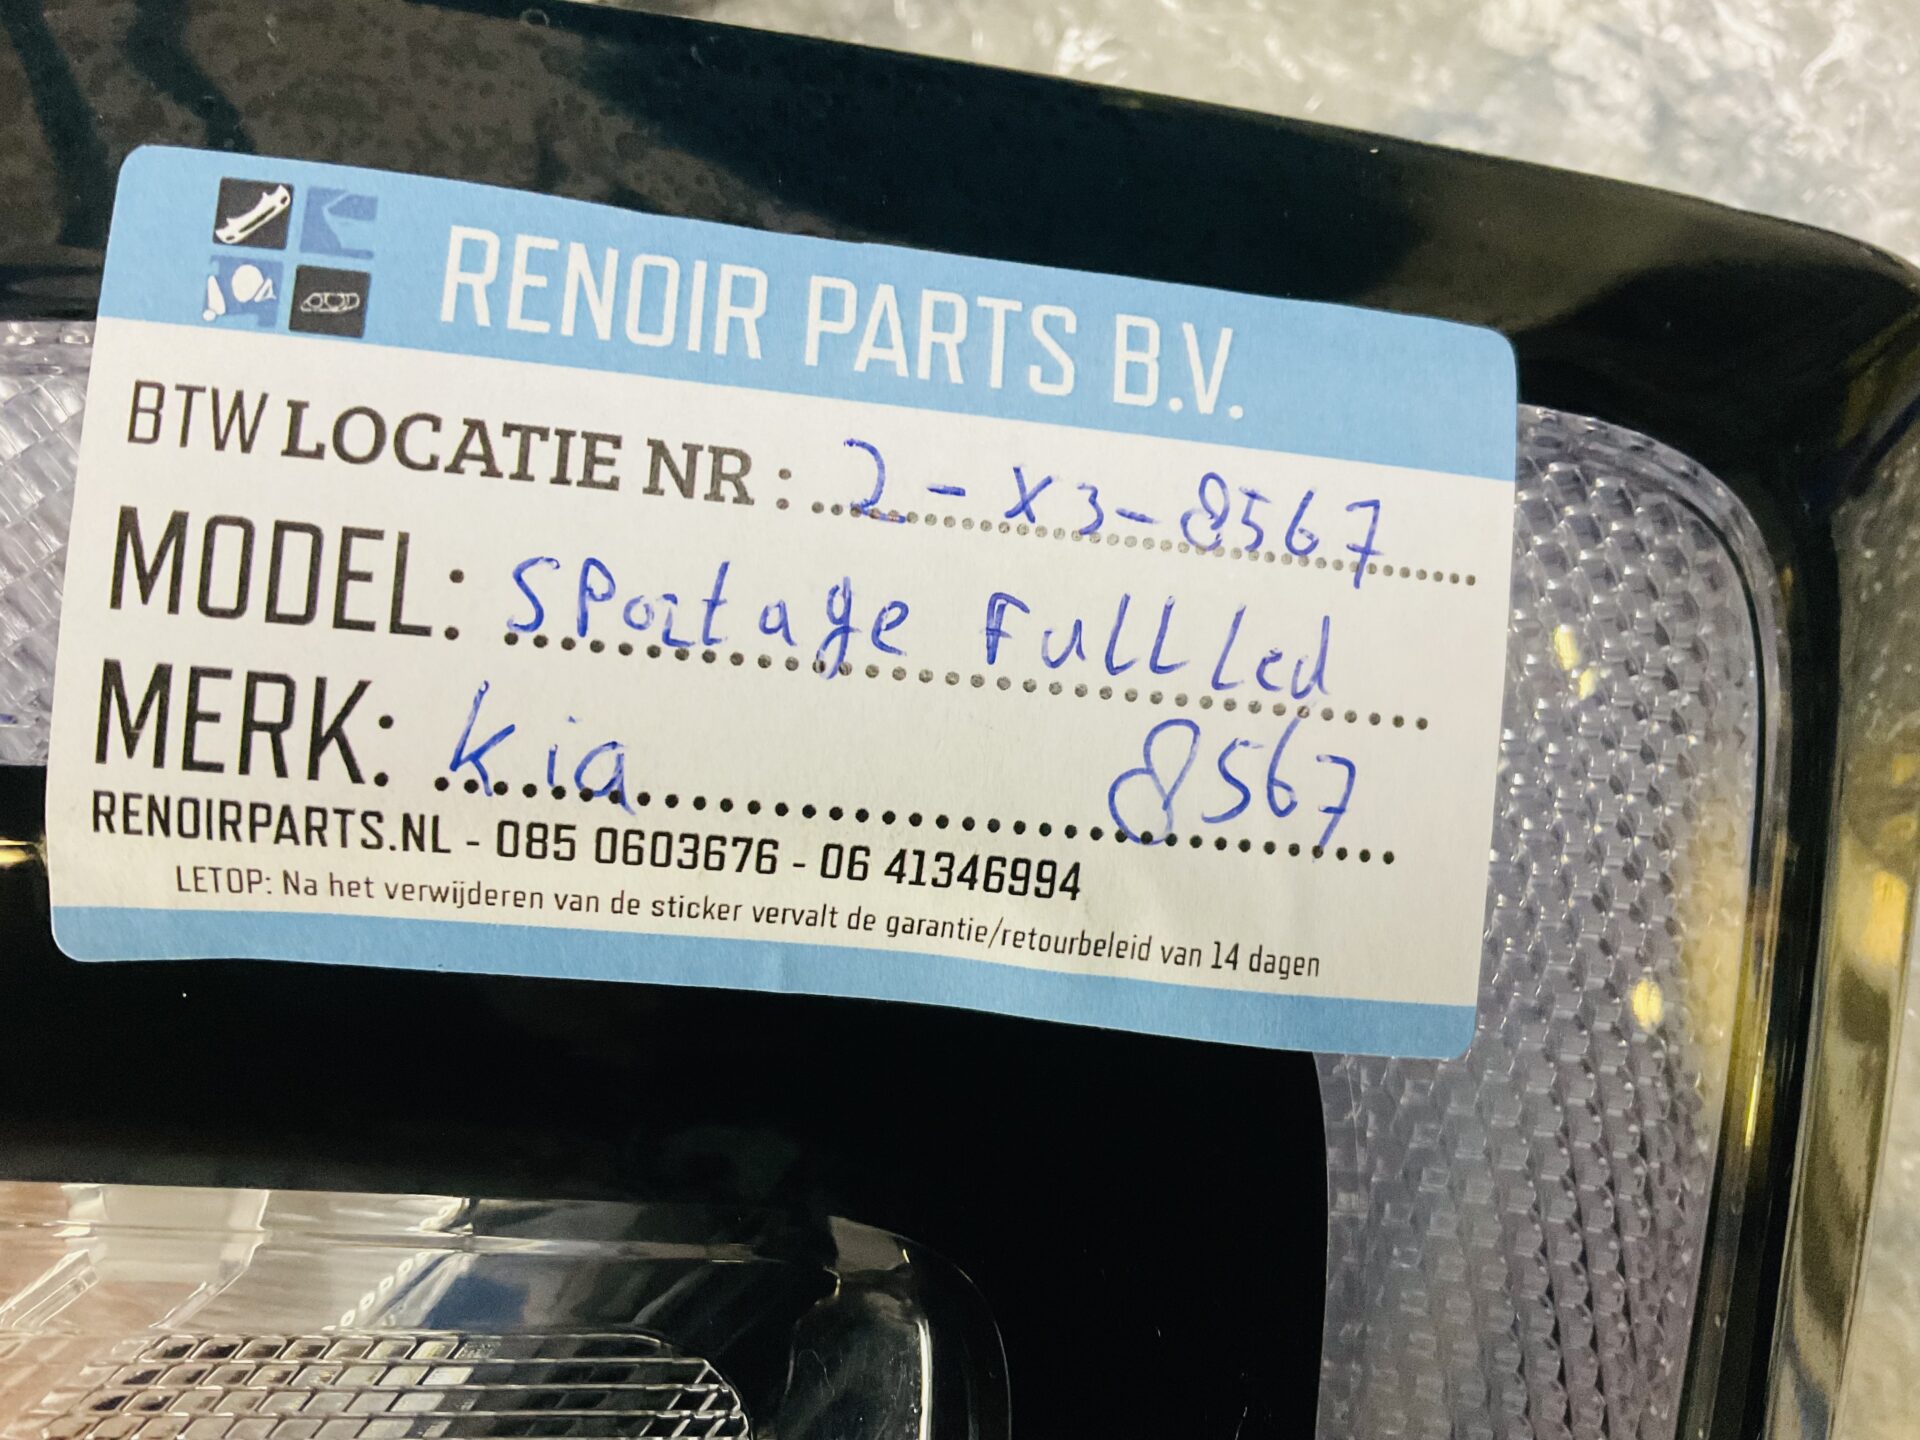 RENOIR PARTS B.V.
BTW LOCATIE NR : 2 - X3 - 8567
MODEL: Sportage Full Led
MERK: Kia 8567
RENOIRPARTS.NL - 085 0603676 - 06 41346994
LETOP: Na het verwijderen van de sticker vervalt de garantie/retourbeleid van 14 dagen